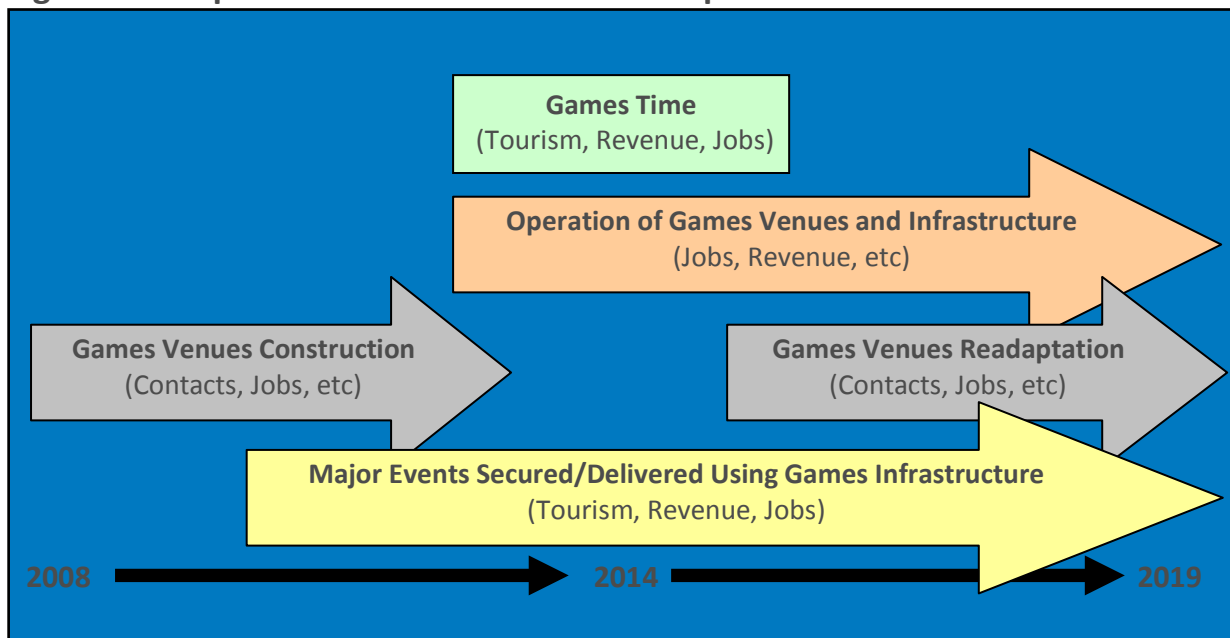 Games Time
(Tourism, Revenue, Jobs)
Operation of Games Venues and Infrastructure
(Jobs, Revenue, etc)
Games Venues Construction
(Contacts, Jobs, etc)
Games Venues Readaptation
(Contacts, Jobs, etc)
Major Events Secured/Delivered Using Games Infrastructure
(Tourism, Revenue, Jobs)
2008 2014 2019